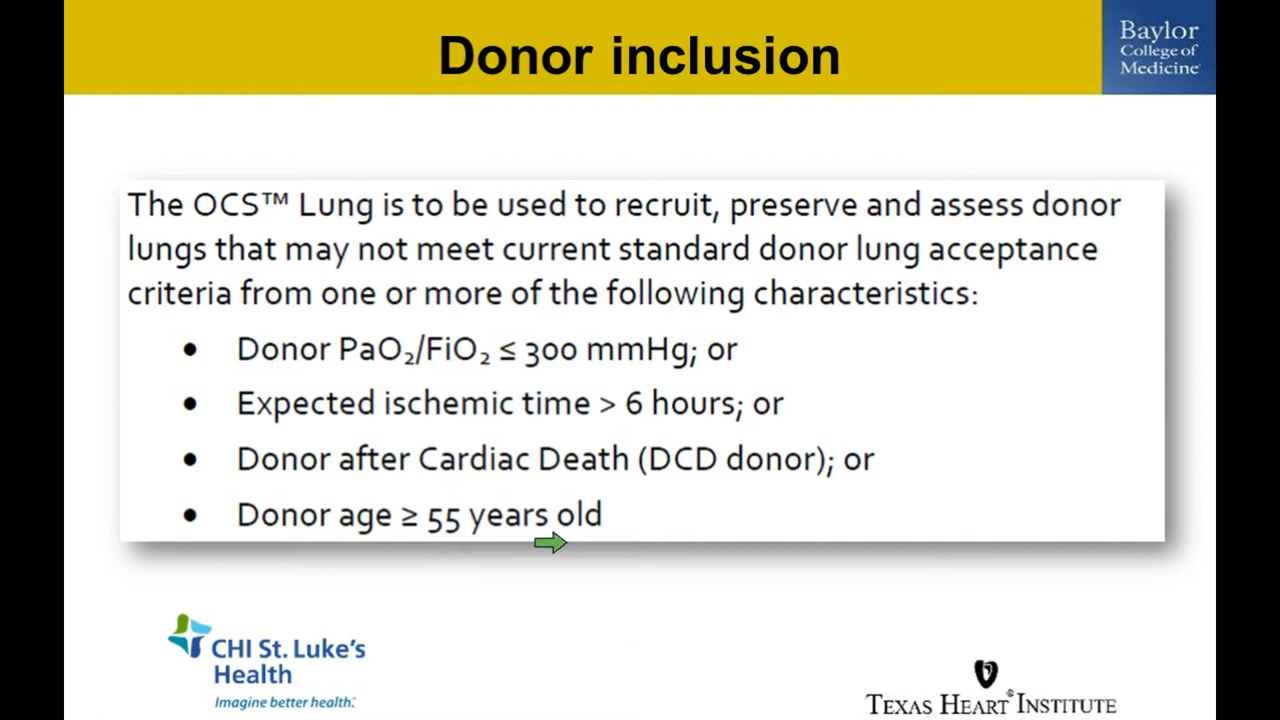 Donor inclusion
Baylor
College of
Medicine
The OCS™ Lung is to be used to recruit, preserve and assess donor
lungs that may not meet current standard donor lung acceptance
criteria from one or more of the following characteristics:
• Donor PaO₂/FiO₂ ≤ 300 mmHg; or
• Expected ischemic time > 6 hours; or
• Donor after Cardiac Death (DCD donor); or
• Donor age ≥ 55 years old
CHI St. Luke's
Health
Imagine better health.
TEXAS HEART® INSTITUTE